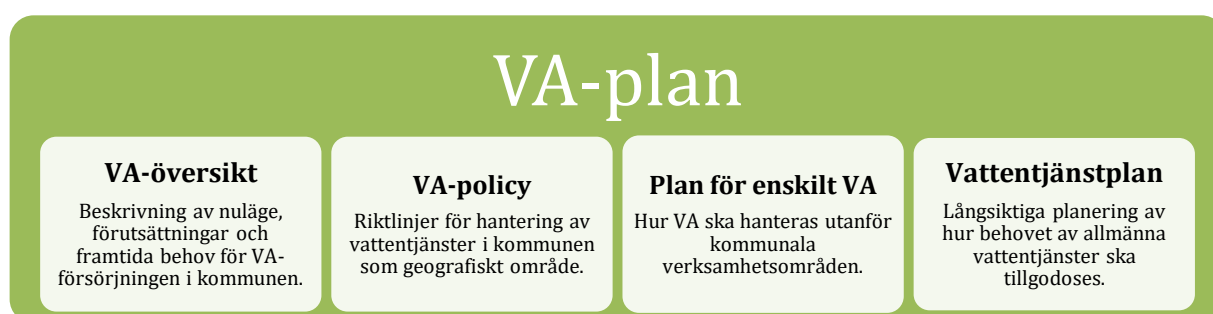 VA-plan
VA-översikt
Beskrivning av nuläge,
förutsättningar och
framtida behov för VA-
försörjningen i kommunen.
VA-policy
Riktlinjer för hantering av
vattentjänster i kommunen
som geografiskt område.
Plan för enskilt VA
Hur VA ska hanteras utanför
kommunala
verksamhetsområden.
Vattentjänstplan
Långsiktiga planering av
hur behovet av allmänna
vattentjänster ska
tillgodoses.